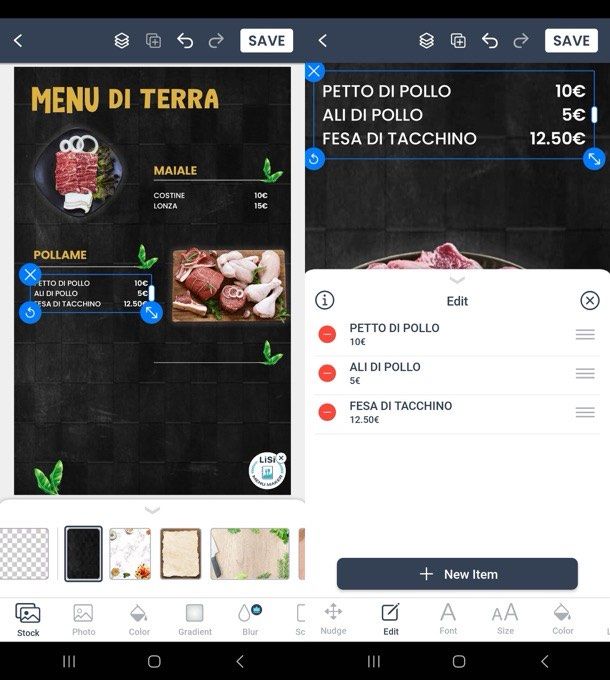 SAVE
MENU DI TERRA
MAIALE
COSTINE 10€
LONZA 15€
POLLAME
PETTO DI POLLO 10€
ALI DI POLLO 5€
FESA DI TACCHINO 12.50€
LiSi
MENU MAKER
Stock
Photo
Color
Gradient
Blur
Sc
SAVE
PETTO DI POLLO 10€
ALI DI POLLO 5€
FESA DI TACCHINO 12.50€
Edit
PETTO DI POLLO
10€
ALI DI POLLO
5€
FESA DI TACCHINO
12.50€
+ New Item
Nudge
Edit
Font
Size
Color